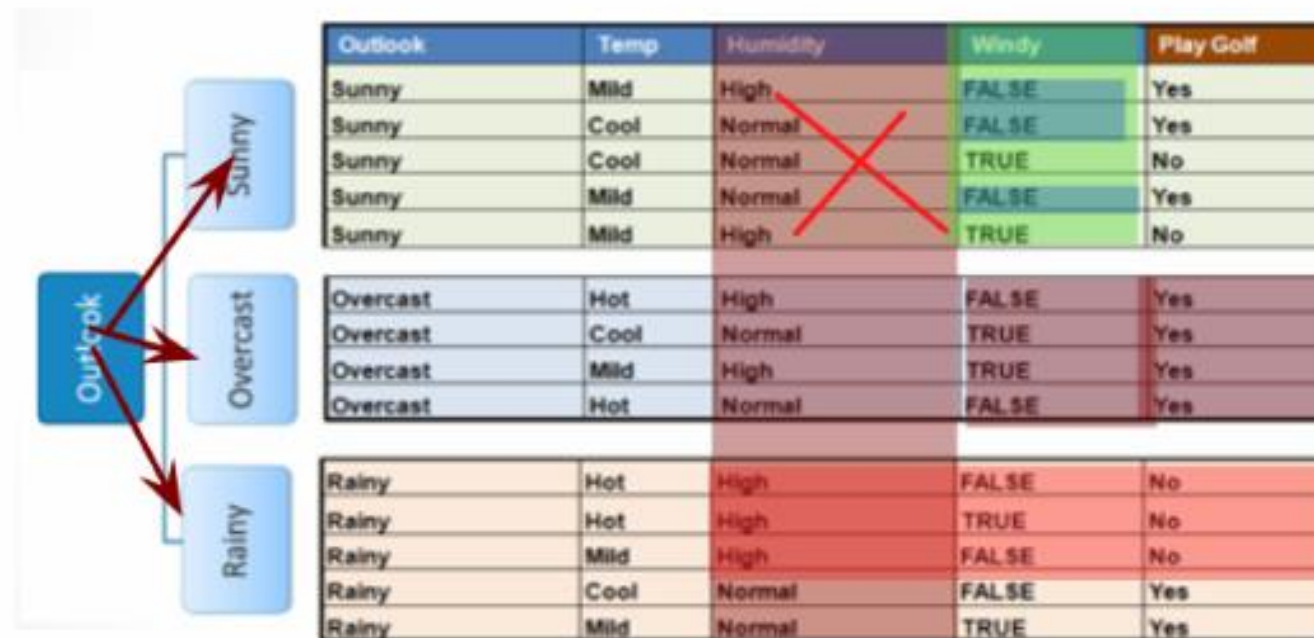 Outlook Temp Humidity Windy Play Golf
Sunny Mild High FALSE Yes
Sunny Cool Normal FALSE Yes
Sunny Cool Normal TRUE No
Sunny Mild Normal FALSE Yes
Sunny Mild High TRUE No
Overcast Hot High FALSE Yes
Overcast Cool Normal TRUE Yes
Overcast Mild High TRUE Yes
Overcast Hot Normal FALSE Yes
Rainy Hot High FALSE No
Rainy Hot High TRUE No
Rainy Mild High FALSE No
Rainy Cool Normal FALSE Yes
Rainy Mild Normal TRUE Yes
Outlook
Sunny
Overcast
Rainy